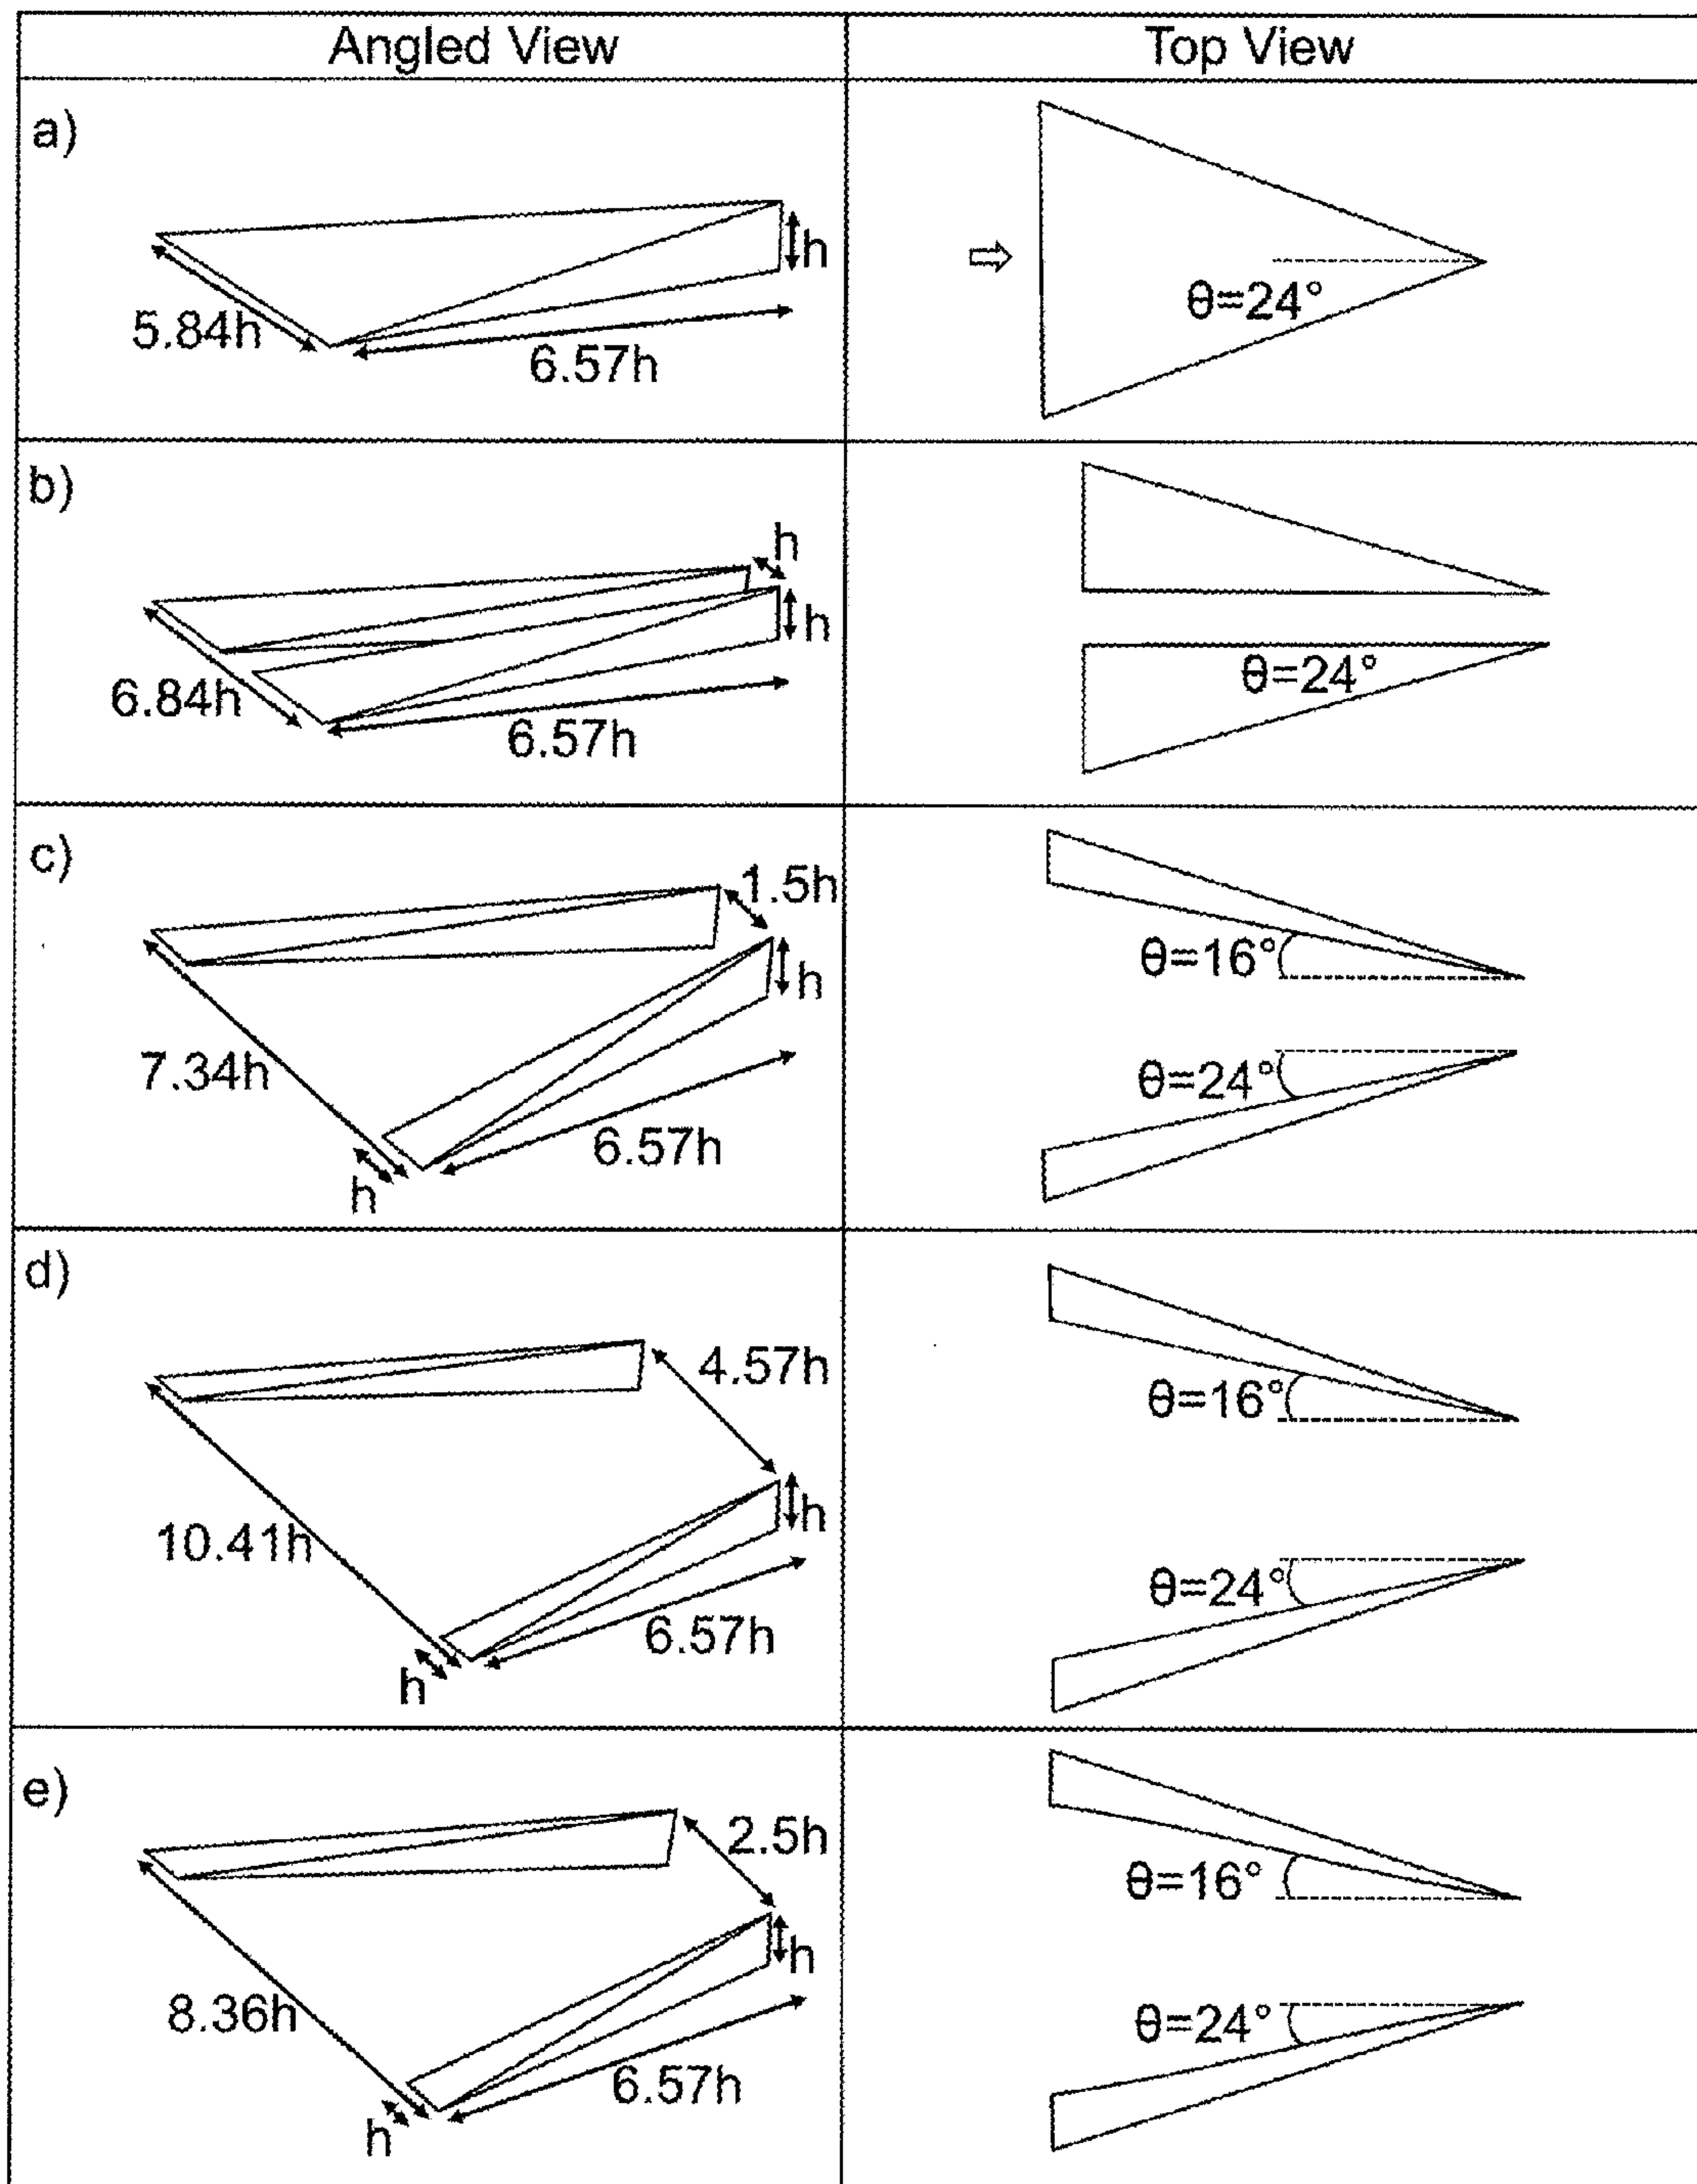 Angled View
Top View
a)
h
5.84h
6.57h
θ=24°
b)
h
h
6.84h
6.57h
θ=24°
c)
1.5h
h
7.34h
6.57h
h
θ=16°
θ=24°
d)
4.57h
h
10.41h
6.57h
h
θ=16°
θ=24°
e)
2.5h
h
8.36h
6.57h
h
θ=16°
θ=24°